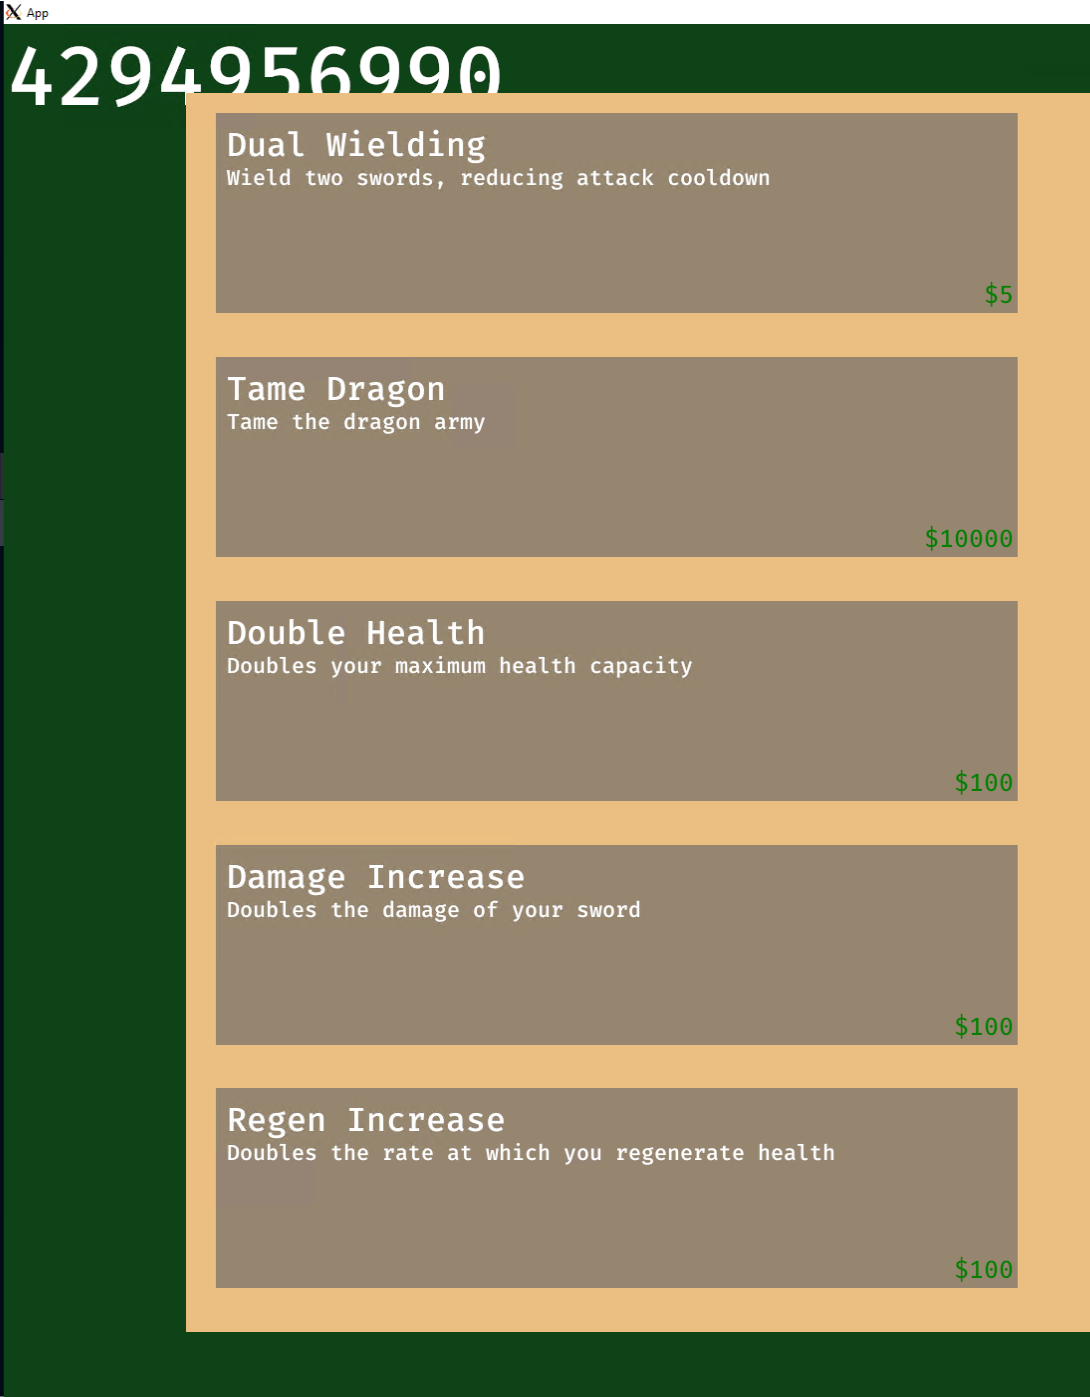 App
4294956990
Dual Wielding
Wield two swords, reducing attack cooldown
$5
Tame Dragon
Tame the dragon army
$10000
Double Health
Doubles your maximum health capacity
$100
Damage Increase
Doubles the damage of your sword
$100
Regen Increase
Doubles the rate at which you regenerate health
$100